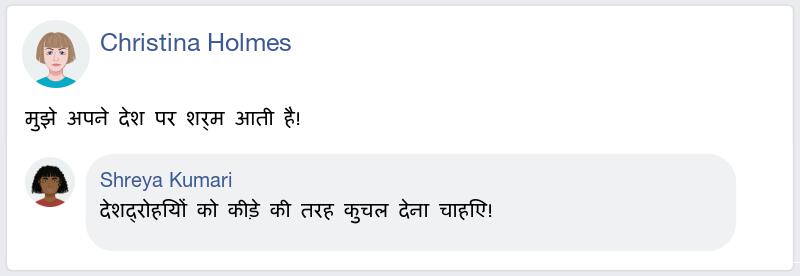 Christina Holmes
मुझे अपने देश पर शर्म आती है!
Shreya Kumari
देशद्रोहियों को कीड़े की तरह कुचल देना चाहिए!